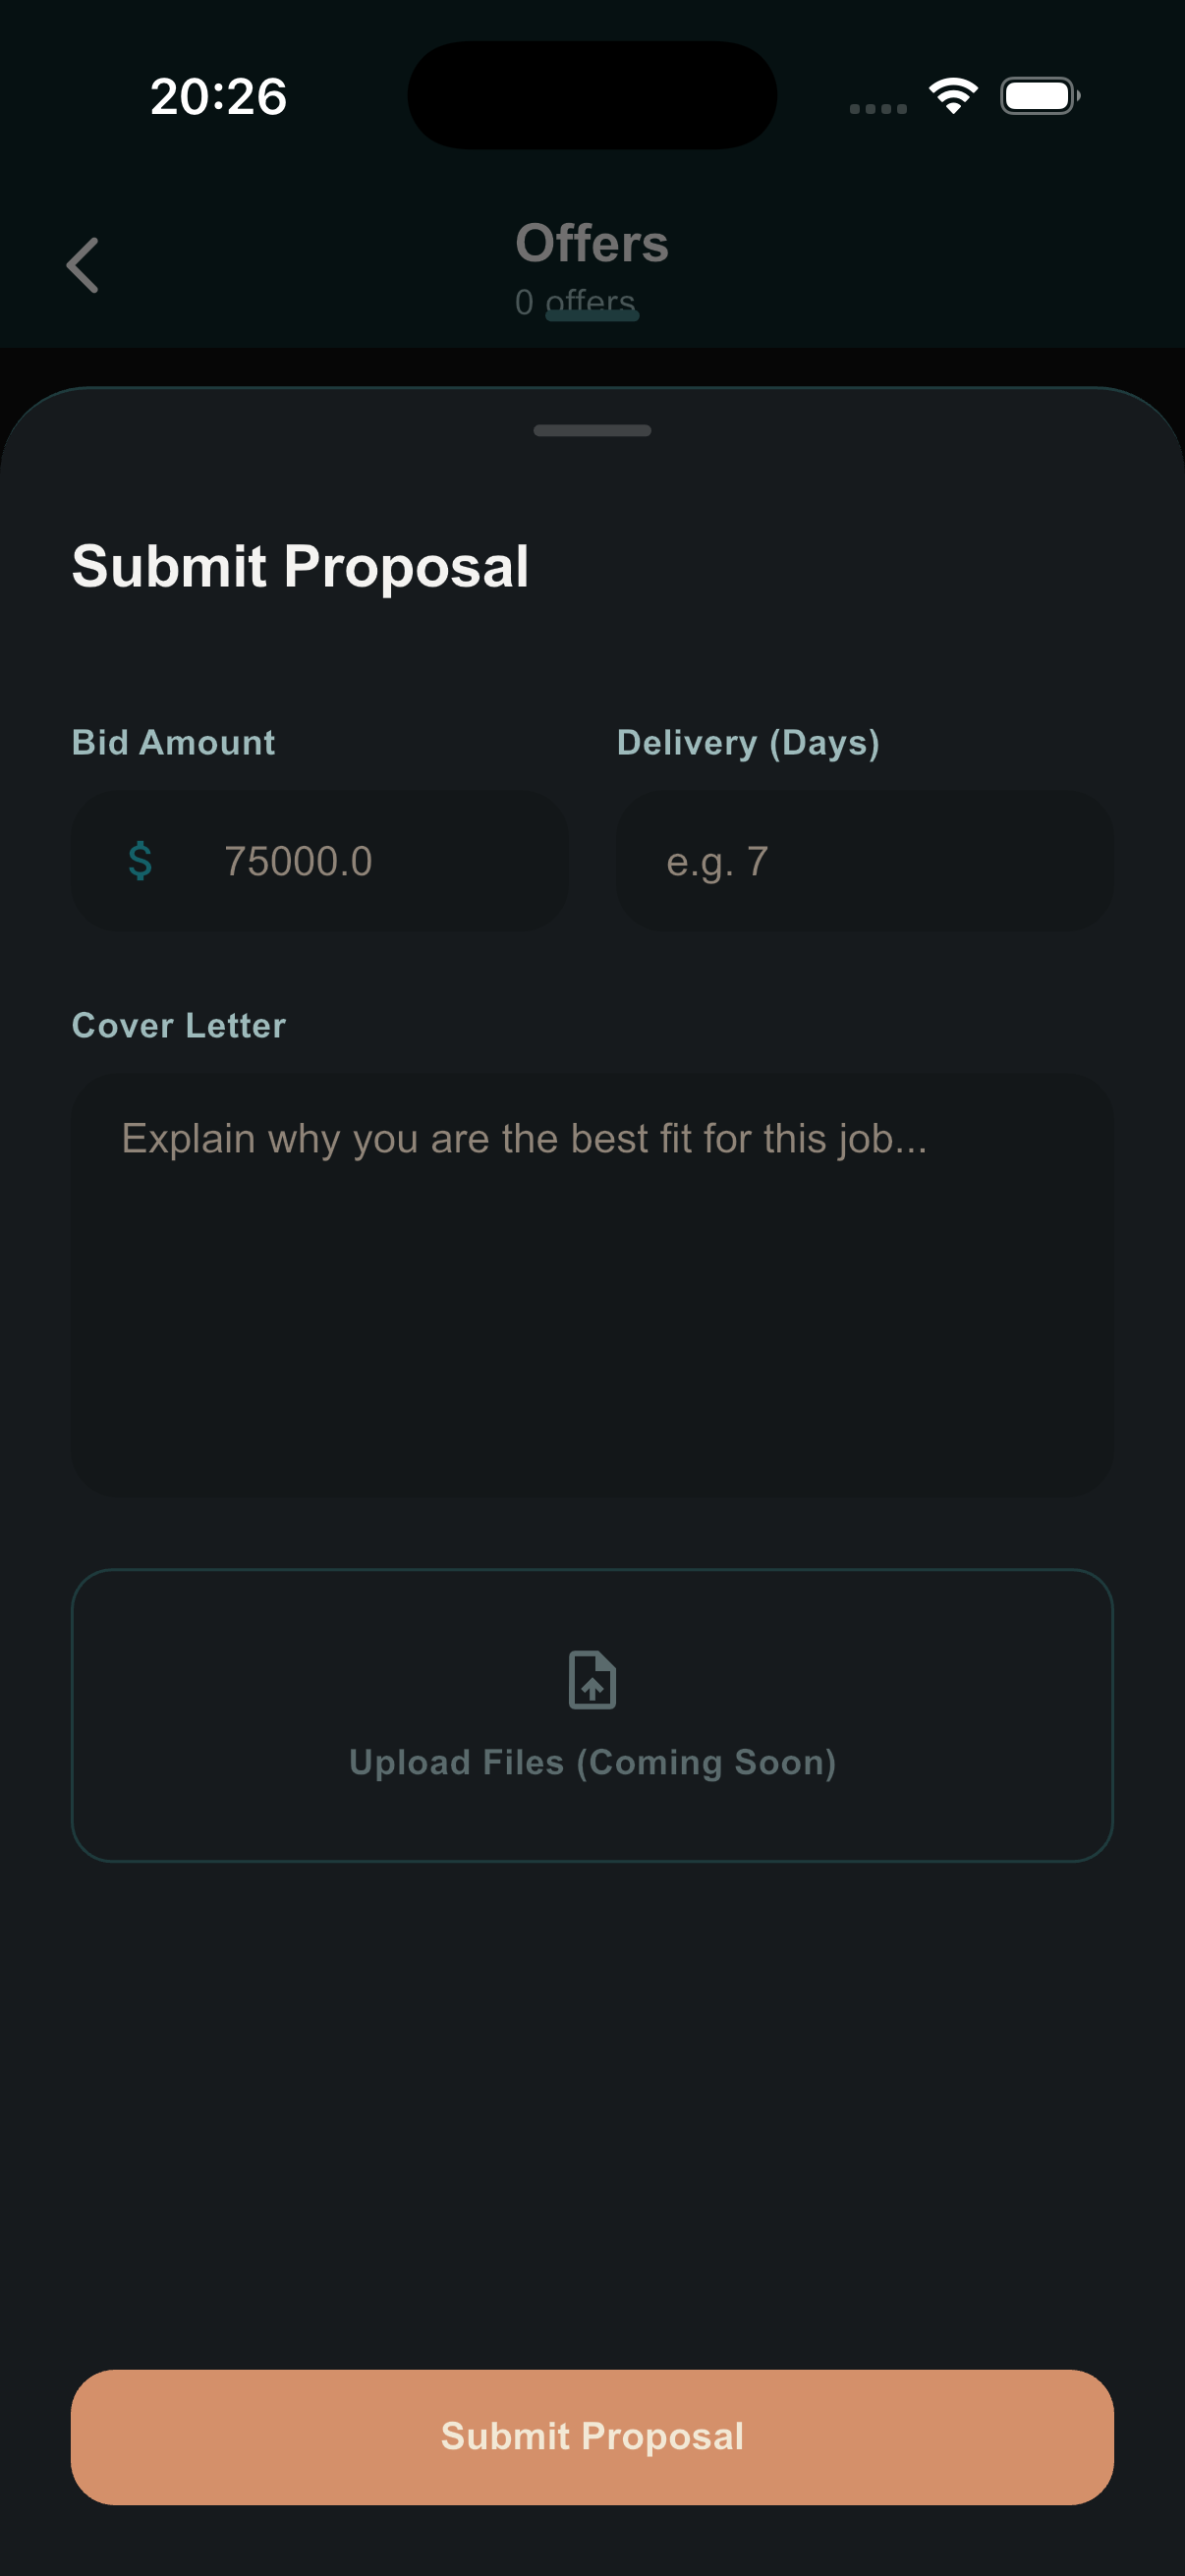 20:26
Offers
0 offers
Submit Proposal
Bid Amount
Delivery (Days)
$ 75000.0
e.g. 7
Cover Letter
Explain why you are the best fit for this job...
Upload Files (Coming Soon)
Submit Proposal